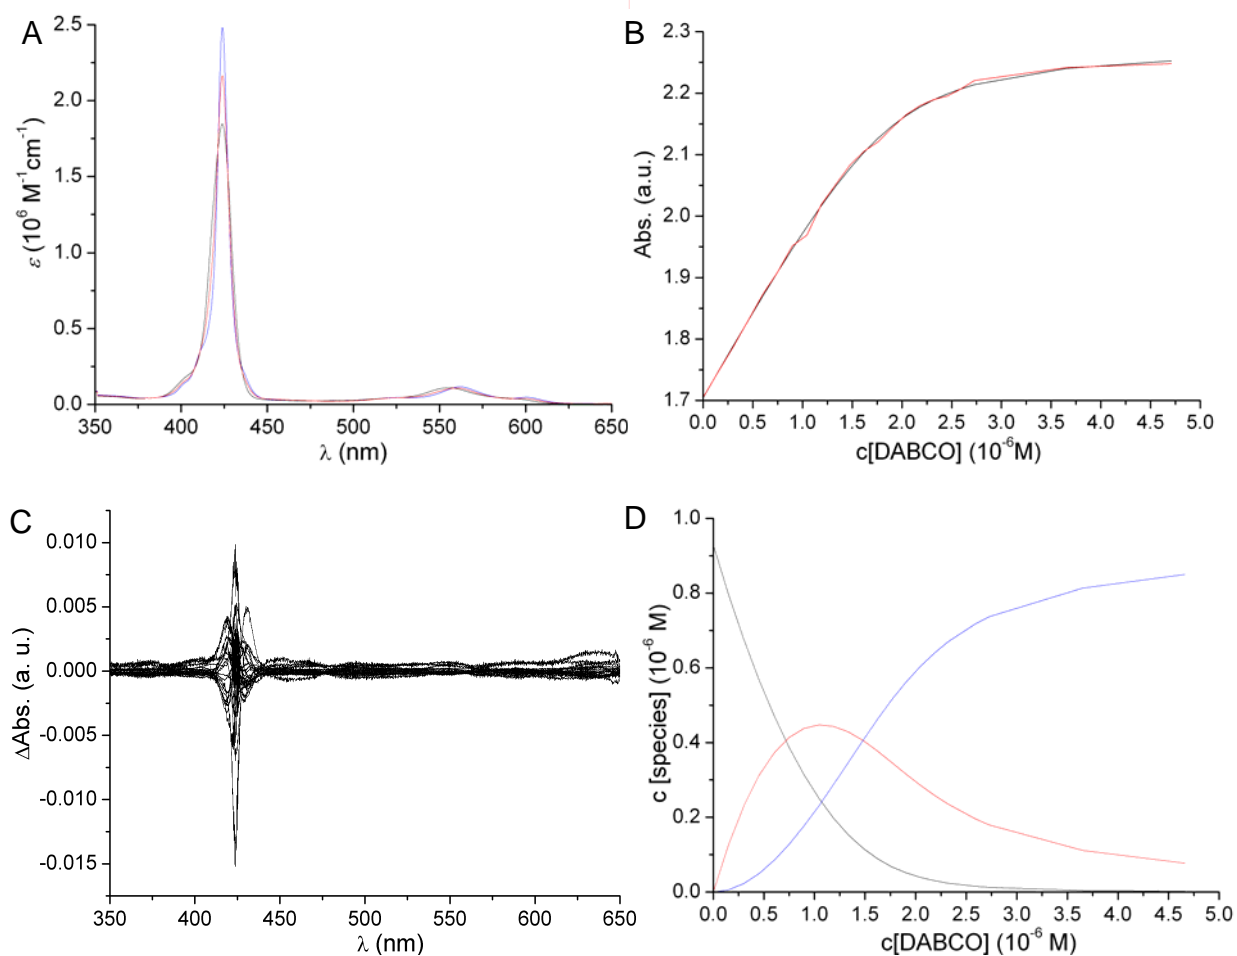 A
2.5
2.0
1.5
1.0
0.5
0.0
ε (10⁶ M⁻¹cm⁻¹)
350 400 450 500 550 600 650
λ (nm)
B
2.3
2.2
2.1
2.0
1.9
1.8
1.7
Abs. (a.u.)
0.0 0.5 1.0 1.5 2.0 2.5 3.0 3.5 4.0 4.5 5.0
c[DABCO] (10⁻⁶M)
C
0.010
0.005
0.000
-0.005
-0.010
-0.015
ΔAbs. (a. u.)
350 400 450 500 550 600 650
λ (nm)
D
1.0
0.8
0.6
0.4
0.2
0.0
c [species] (10⁻⁶ M)
0.0 0.5 1.0 1.5 2.0 2.5 3.0 3.5 4.0 4.5 5.0
c[DABCO] (10⁻⁶ M)